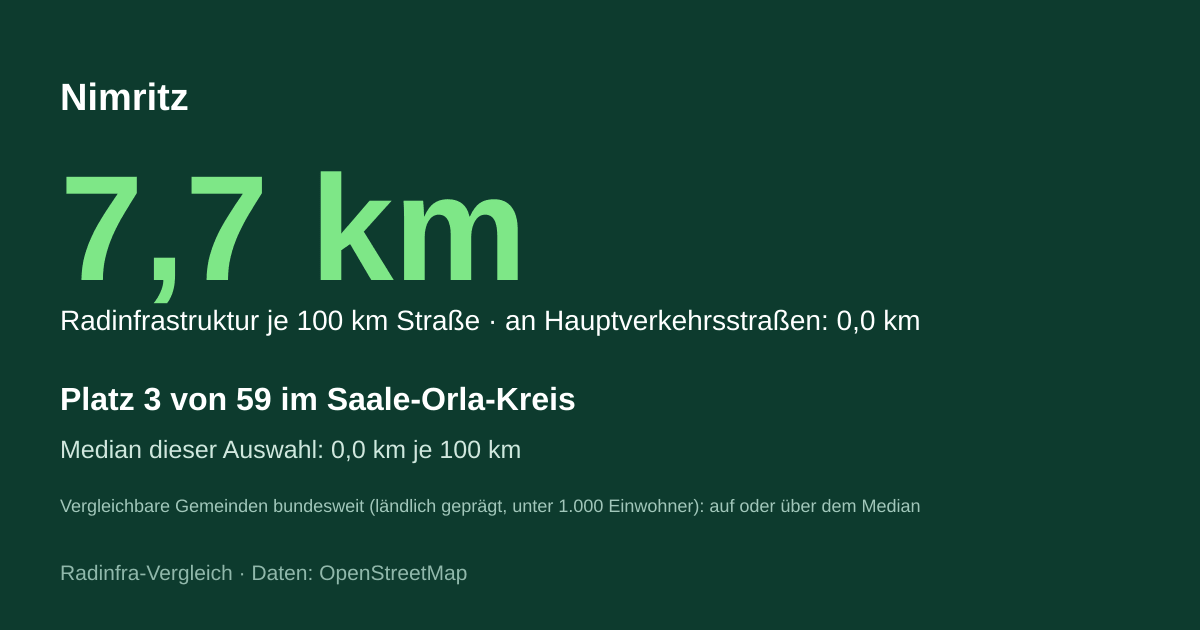 Nimritz
7,7 km
Radinfrastruktur je 100 km Straße · an Hauptverkehrsstraßen: 0,0 km
Platz 3 von 59 im Saale-Orla-Kreis
Median dieser Auswahl: 0,0 km je 100 km
Vergleichbare Gemeinden bundesweit (ländlich geprägt, unter 1.000 Einwohner): auf oder über dem Median
Radinfra-Vergleich · Daten: OpenStreetMap